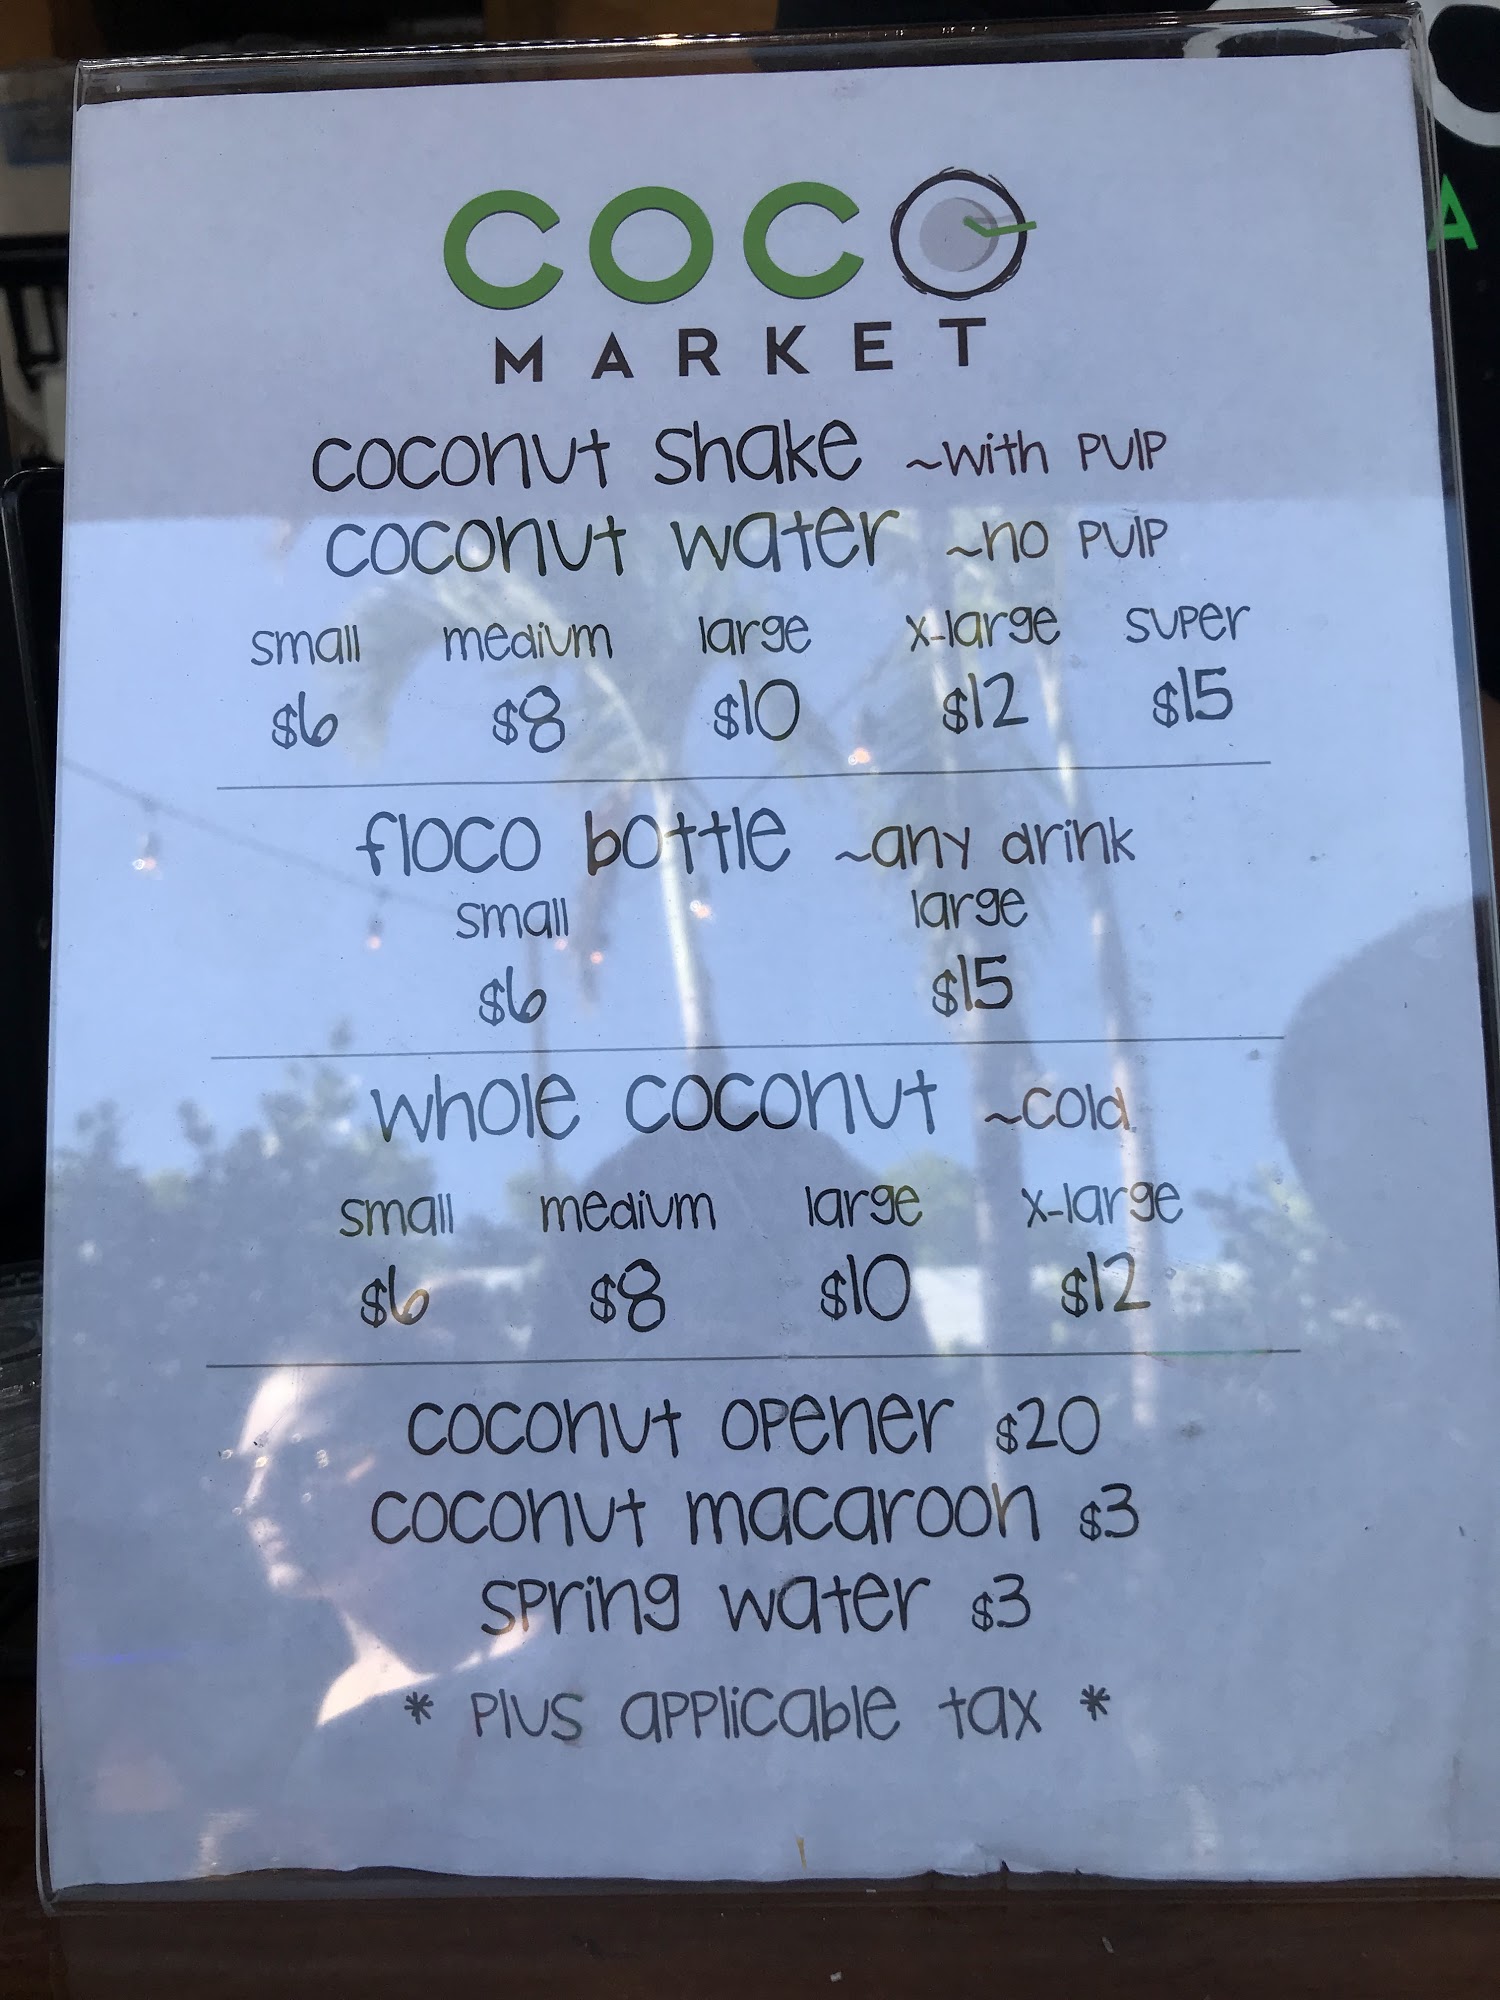 COCO
MARKET
coconut shake ~with pulp
coconut water ~no pulp
small medium large x-large super
$6 $8 $10 $12 $15
floco bottle ~any drink
small large
$6 $15
whole coconut ~cold
small medium large x-large
$6 $8 $10 $12
coconut opener $20
coconut macaroon $3
spring water $3
* plus applicable tax *